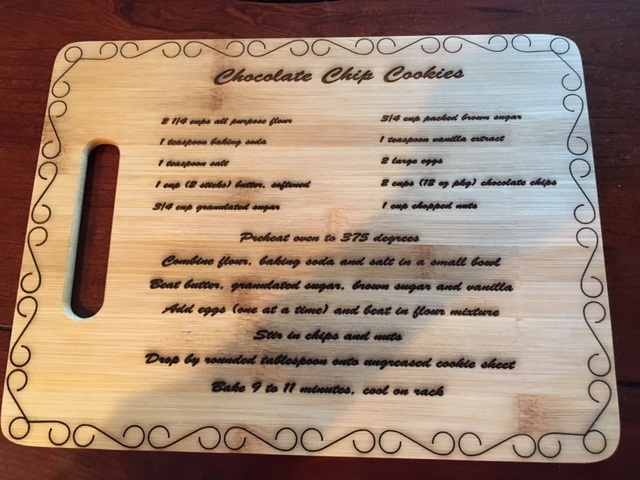 Chocolate Chip Cookies
2 1/4 cups all purpose flour
1 teaspoon baking soda
1 teaspoon salt
1 cup (2 sticks) butter, softened
3/4 cup granulated sugar
3/4 cup packed brown sugar
1 teaspoon vanilla extract
2 large eggs
2 cups (12 oz pkg) chocolate chips
1 cup chopped nuts
Preheat oven to 375 degrees
Combine flour, baking soda and salt in a small bowl
Beat butter, granulated sugar, brown sugar and vanilla
Add eggs (one at a time) and beat in flour mixture
Stir in chips and nuts
Drop by rounded tablespoon onto ungreased cookie sheet
Bake 9 to 11 minutes, cool on rack